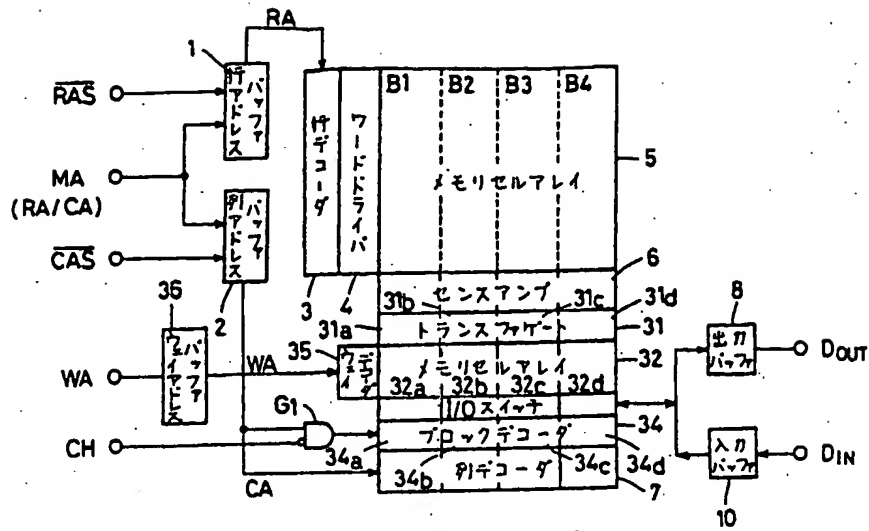 RA
1
行アドレス
バッファ
RAS
MA
(RA/CA)
CAS
列アドレス
バッファ
2
行デコーダ
ワードドライバ
3
4
B1 B2 B3 B4
メモリセルアレイ
5
6
センスアンプ
31b 31c 31d
31a トランスファゲート 31
36
ウェイアドレス
バッファ
WA
WA
35
ウェイ
デコーダ
メモリセルアレイ
32
32a 32b 32c 32d
I/Oスイッチ
G1
CH
ブロックデコーダ
34
34a 34b 34c 34d
CA
列デコーダ
7
8
出力
バッファ
DOUT
入力
バッファ
DIN
10